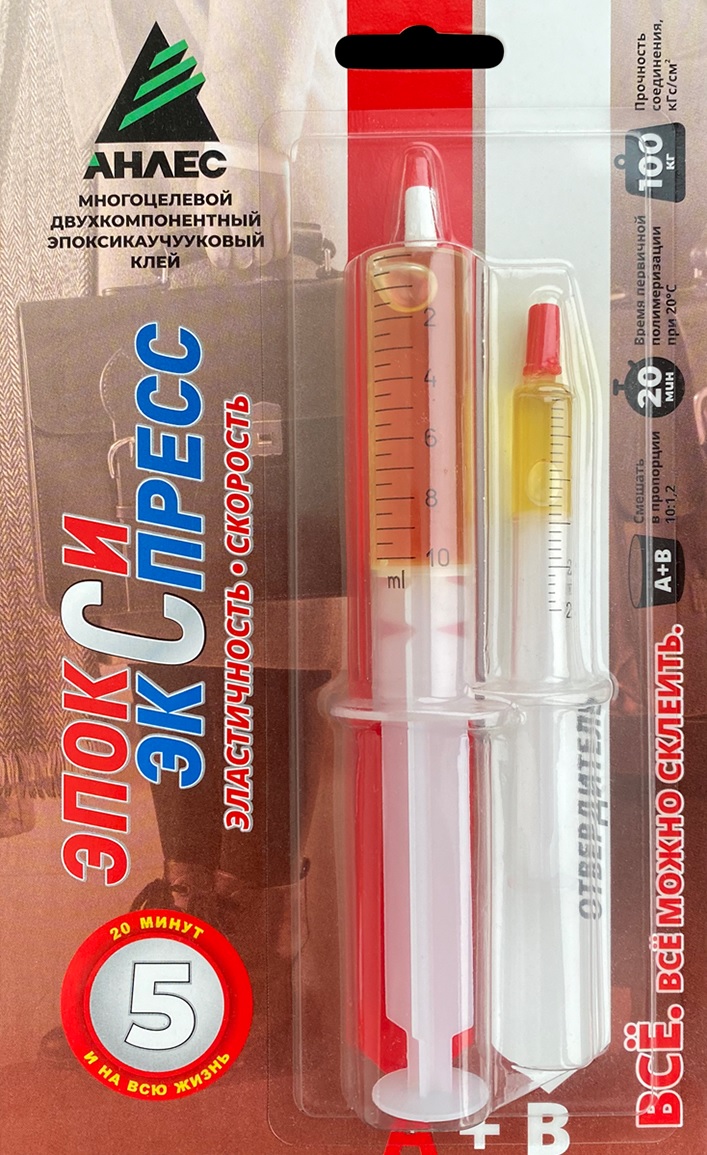 АНЛЕС
МНОГОЦЕЛЕВОЙ
ДВУХКОМПОНЕНТНЫЙ
ЭПОКСИКАУЧУУКОВЫЙ
КЛЕЙ
ЭПОКСИ
ЭКСПРЕСС
ЭЛАСТИЧНОСТЬ • СКОРОСТЬ
20 МИНУТ
5
И НА ВСЮ ЖИЗНЬ
2
4
6
8
10
ml
2
ОТВЕРДИТЕЛЬ
Прочность
соединения,
кГс/см²
100
кг
Время первичной
полимеризации
при 20°С
20
мин
Смешать
в пропорции
10:1,2
А+В
ВСЁ. ВСЁ МОЖНО СКЛЕИТЬ.
А + В